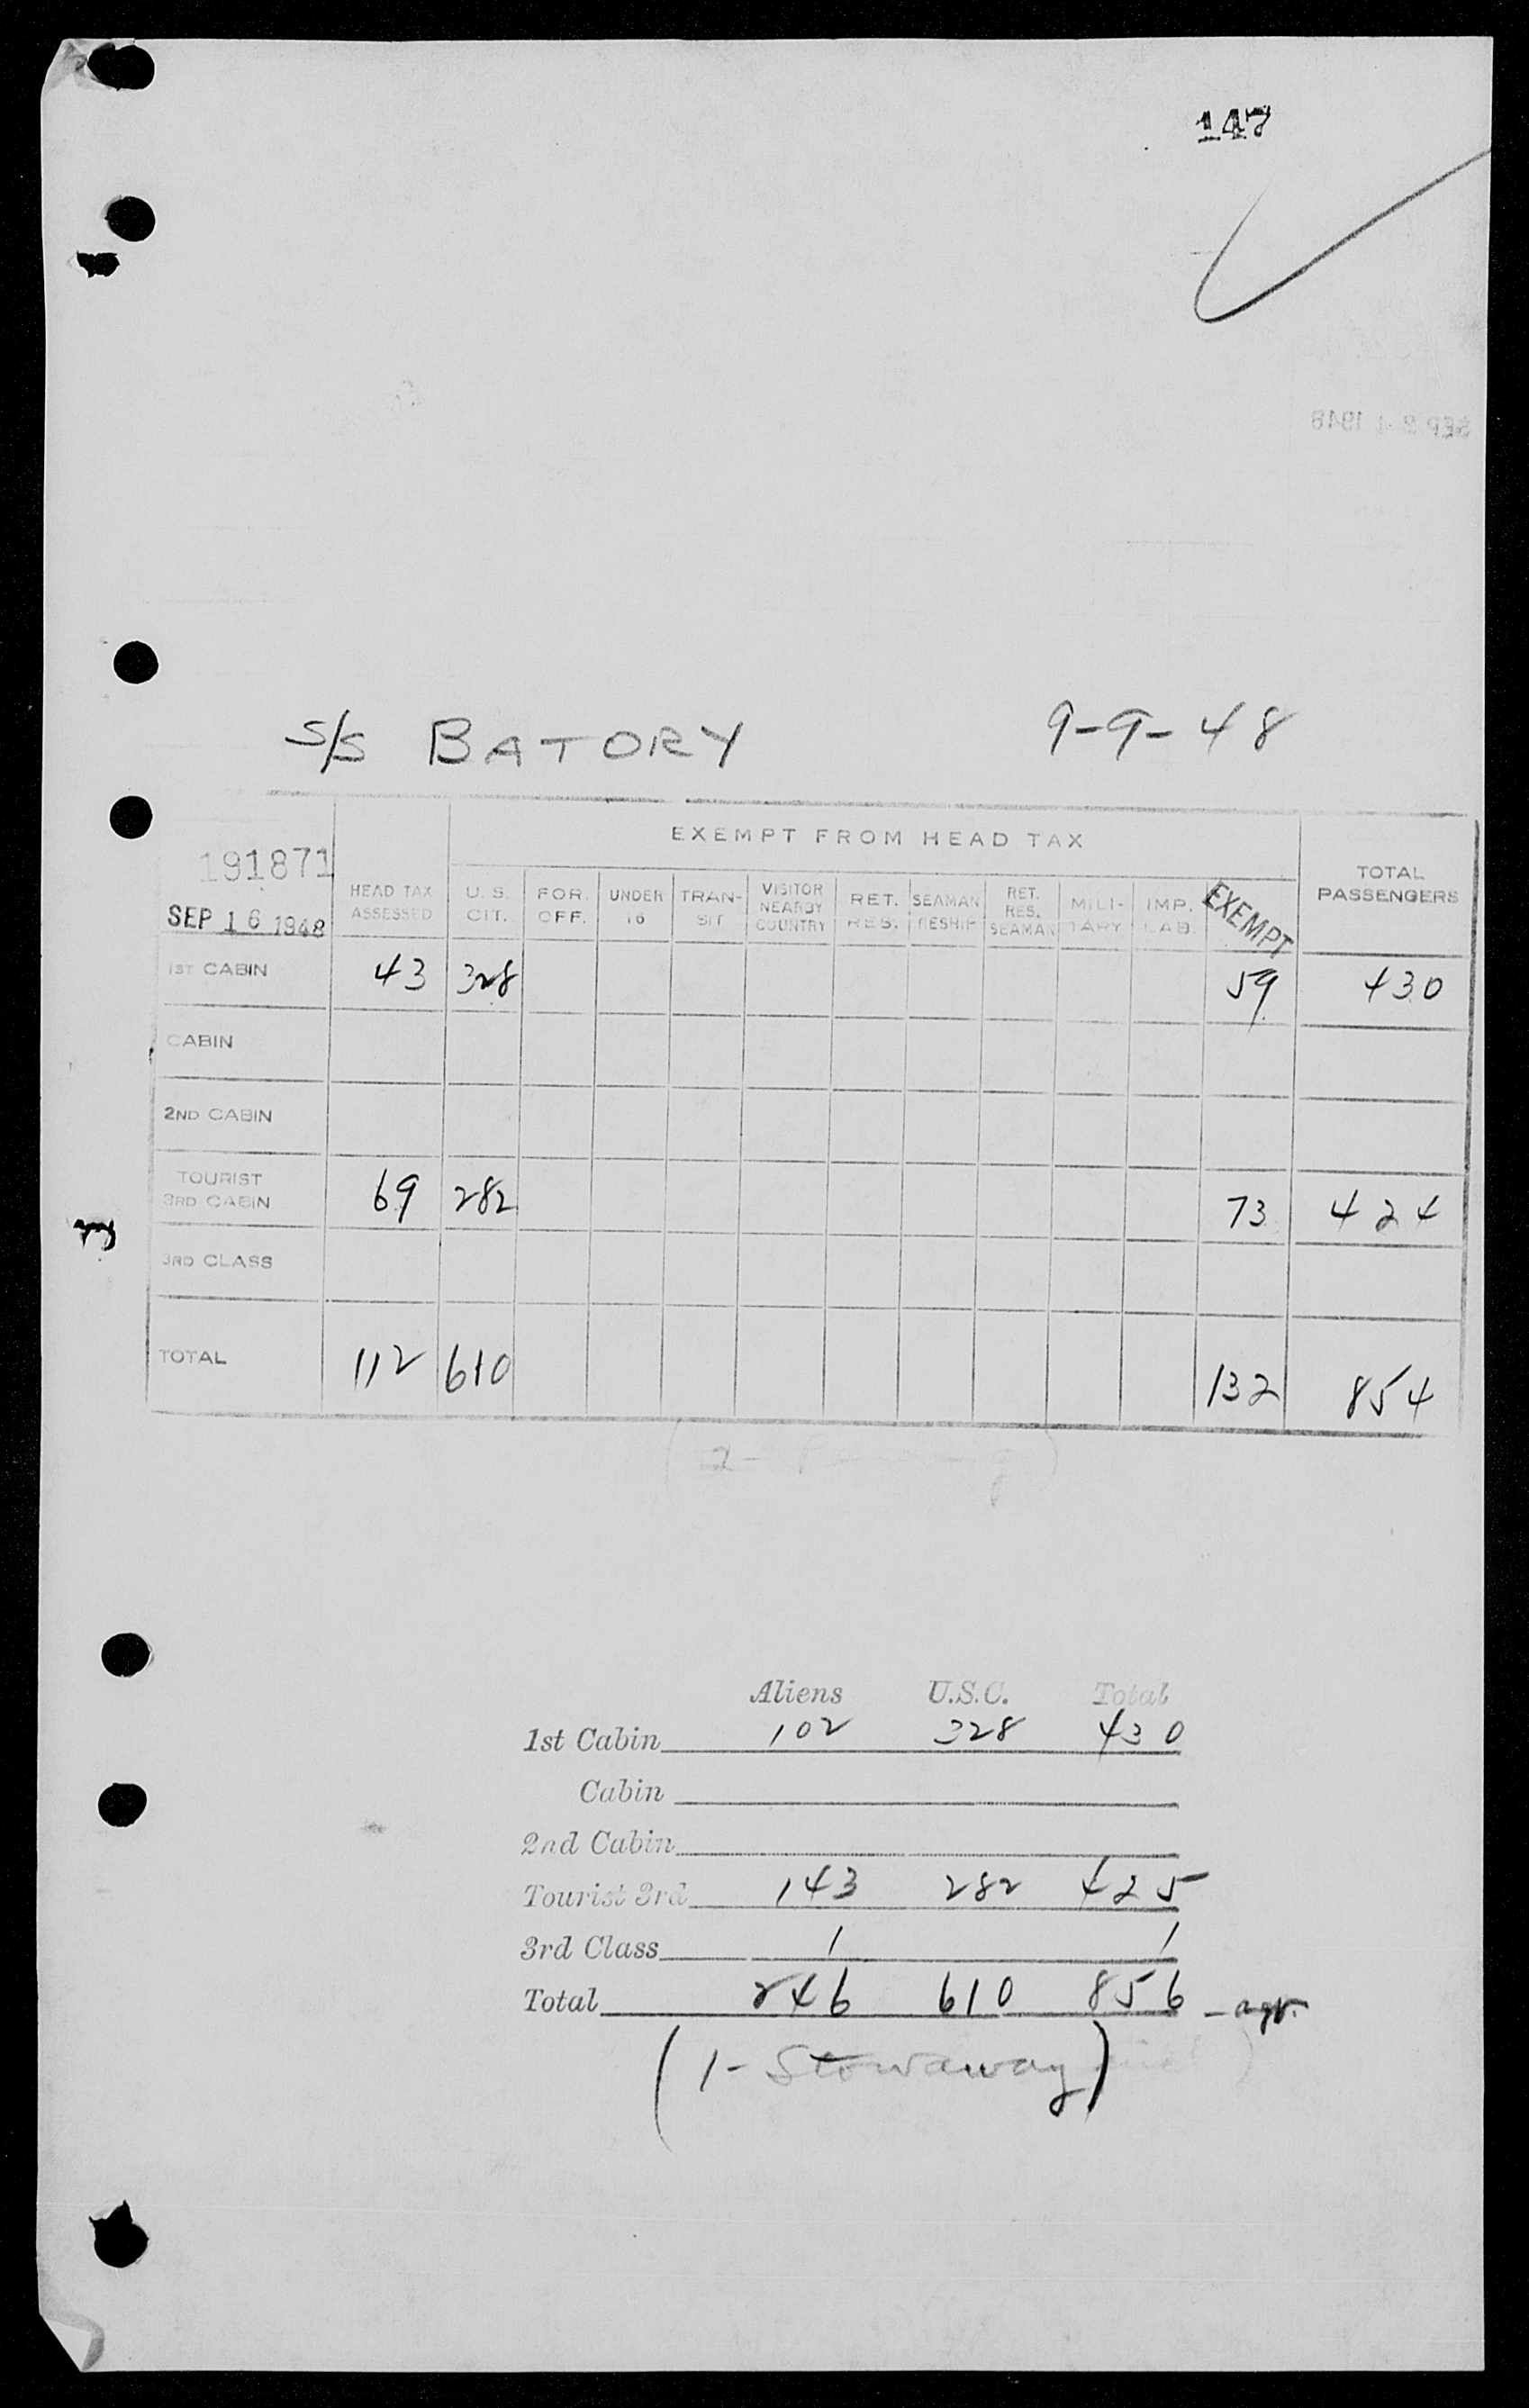 147
SEP 1948
S/S BATORY 9-9-48
EXEMPT FROM HEAD TAX
191871
SEP 16 1948
HEAD TAX ASSESSED U.S. CIT. FOR. OFF. UNDER 16 TRAN-SIT VISITOR NEARBY COUNTRY RET. RES. SEAMAN RESHIP RET. RES. SEAMAN MILI-TARY IMP. LAB. EXEMPT TOTAL PASSENGERS
1ST CABIN 43 328 59 430
CABIN
2ND CABIN
TOURIST 3RD CABIN 69 282 73 424
3RD CLASS
TOTAL 112 610 132 854
Aliens U.S.C. Total
1st Cabin 102 328 430
Cabin
2nd Cabin
Tourist 3rd 143 282 425
3rd Class 1 1
Total 246 610 856
(1- Stowaway)